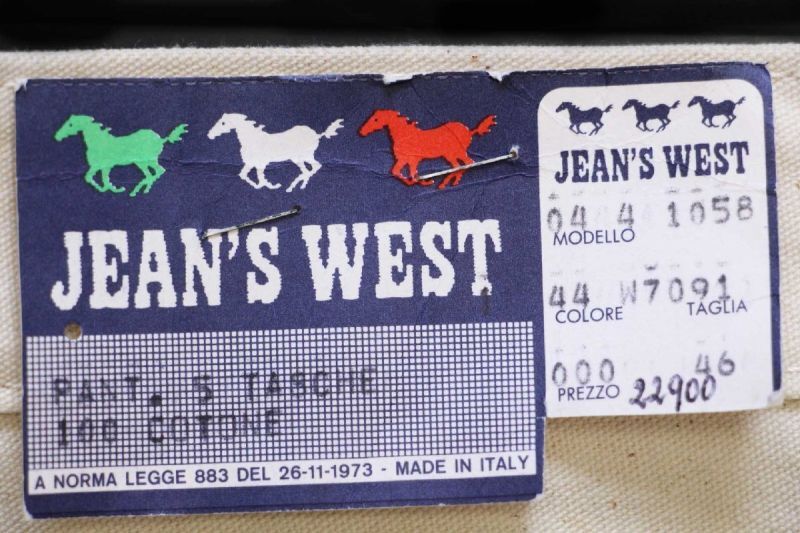 JEAN'S WEST
PANT. 5 TASCHE
100 COTONE
A NORMA LEGGE 883 DEL 26-11-1973 - MADE IN ITALY
JEAN'S WEST
04 4 1058
MODELLO
44 W7091
COLORE TAGLIA
000 46
PREZZO 22900